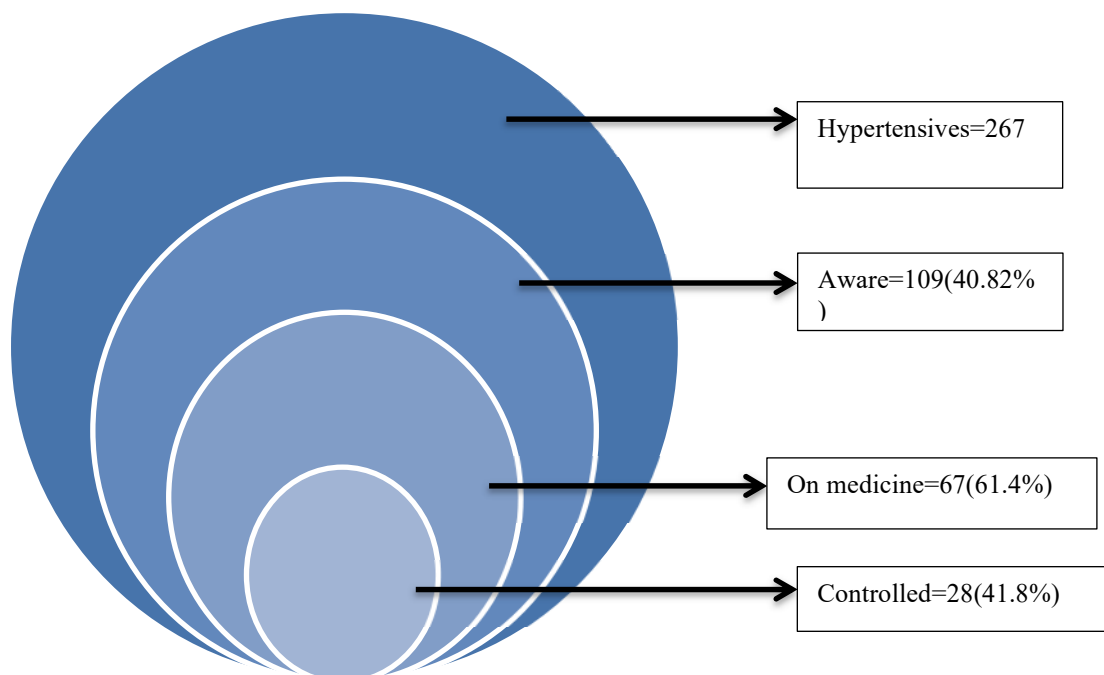 Hypertensives=267
Aware=109(40.82%
)
On medicine=67(61.4%)
Controlled=28(41.8%)